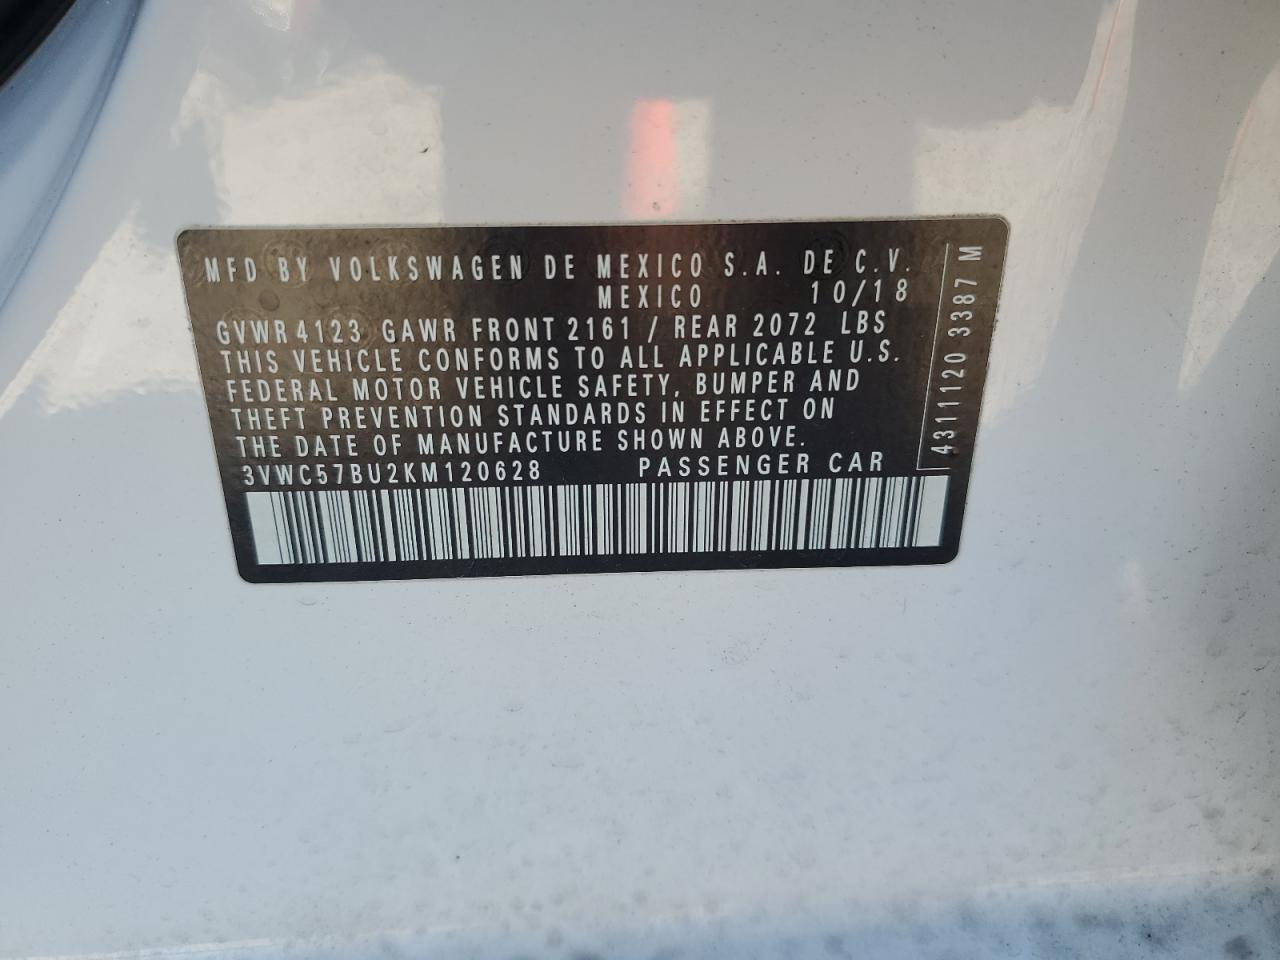 MFD BY VOLKSWAGEN DE MEXICO S.A. DE C.V.
MEXICO 10/18
GVWR 4123 GAWR FRONT 2161 / REAR 2072 LBS
THIS VEHICLE CONFORMS TO ALL APPLICABLE U.S.
FEDERAL MOTOR VEHICLE SAFETY, BUMPER AND
THEFT PREVENTION STANDARDS IN EFFECT ON
THE DATE OF MANUFACTURE SHOWN ABOVE.
3VWC57BU2KM120628 PASSENGER CAR
4311120 3387 M